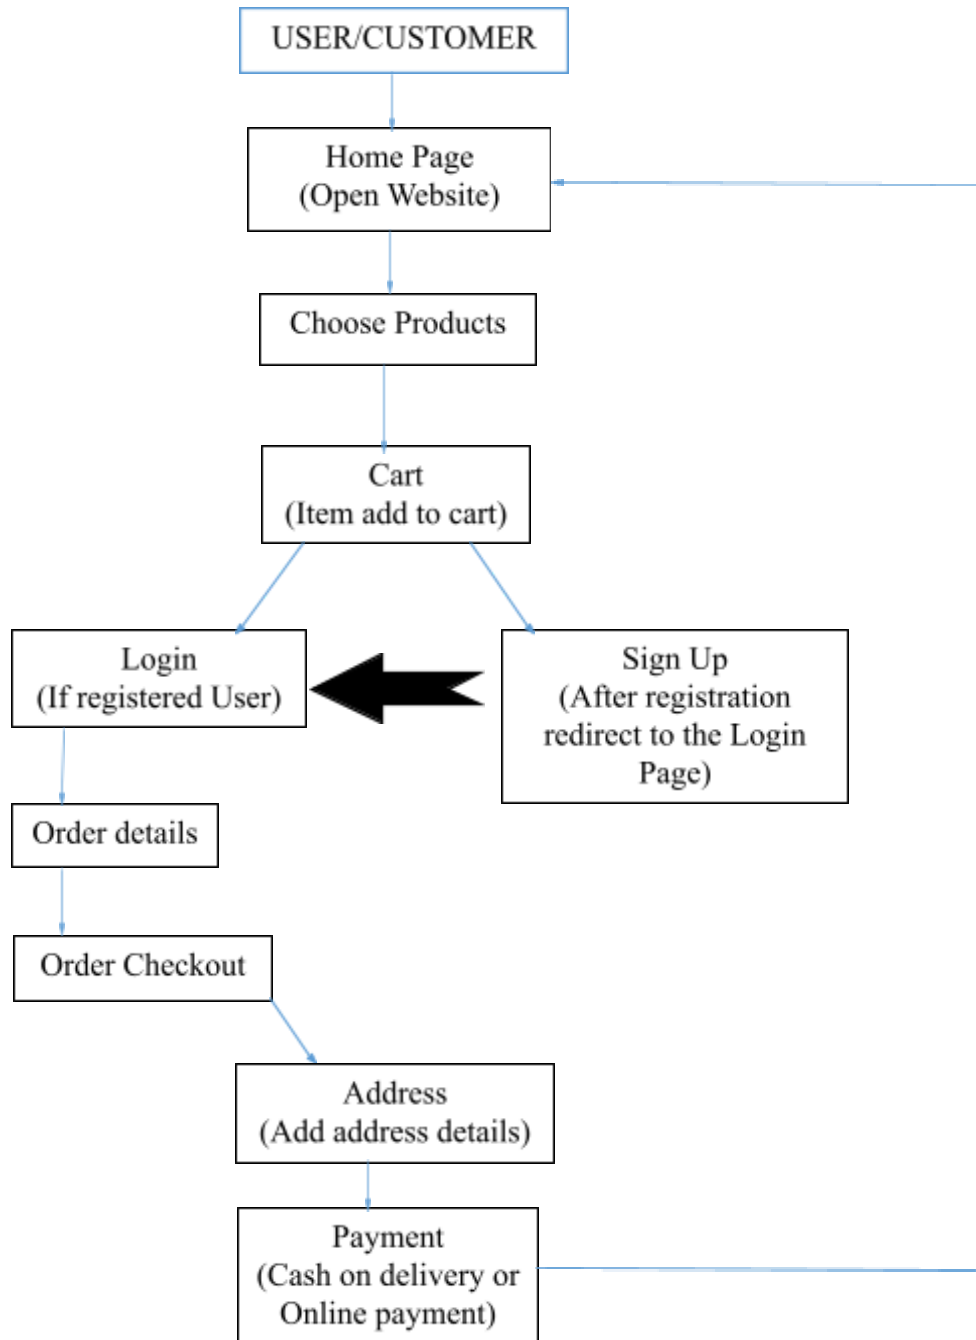 USER/CUSTOMER
Home Page
(Open Website)
Choose Products
Cart
(Item add to cart)
Login
(If registered User)
Sign Up
(After registration
redirect to the Login
Page)
Order details
Order Checkout
Address
(Add address details)
Payment
(Cash on delivery or
Online payment)